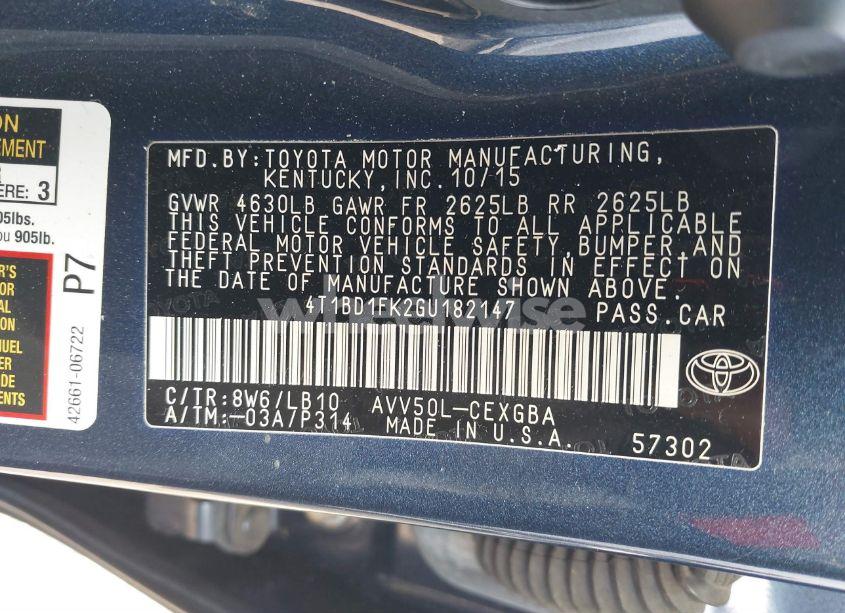 ON
EMENT
ERE: 3
05lbs.
ou 905lb.
P7
42661-06722
R'S
FOR
MFD.BY:TOYOTA MOTOR MANUFACTURING,
KENTUCKY,INC.10/15
GVWR 4630LB GAWR FR 2625LB RR 2625LB
THIS VEHICLE CONFORMS TO ALL APPLICABLE
FEDERAL MOTOR VEHICLE SAFETY,BUMPER,AND
THEFT PREVENTION STANDARDS IN EFFECT ON
THE DATE OF MANUFACTURE SHOWN ABOVE.
4T1BD1FK2GU182147 PASS.CAR
C/TR:8W6/LB10 AVV50L-CEXGBA
A/TM:-03A7P314 MADE IN U.S.A. 57302